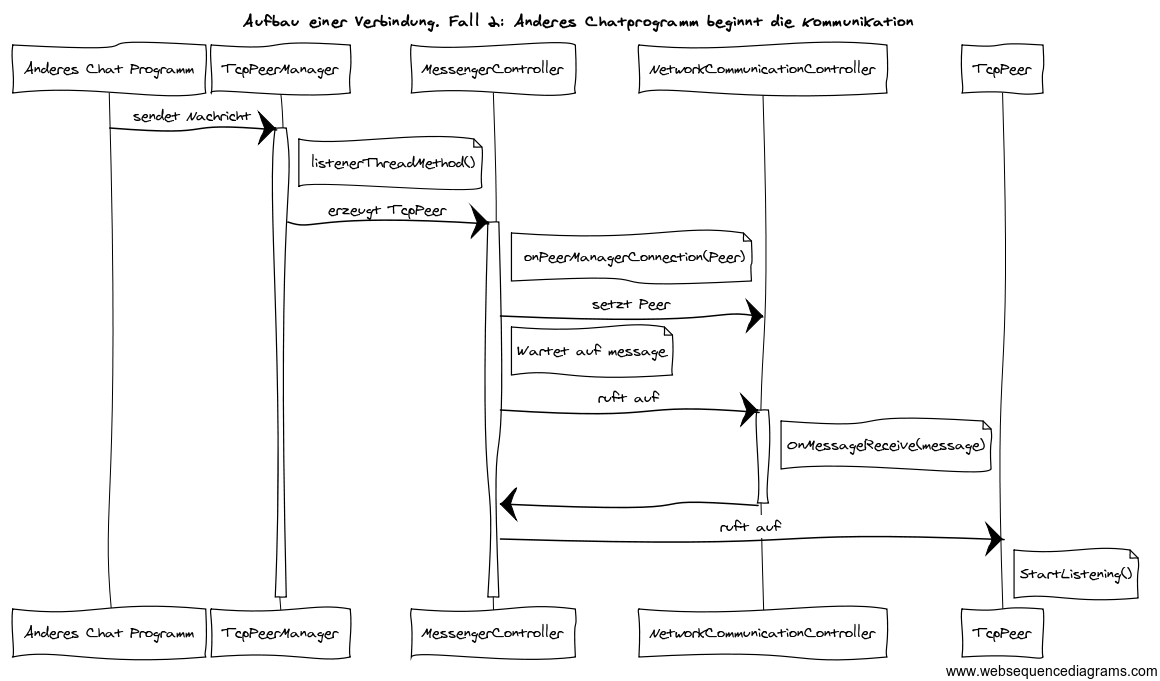 Aufbau einer Verbindung. Fall 2: Anderes Chatprogramm beginnt die Kommunikation
Anderes Chat Programm
TcpPeerManager
MessengerController
NetworkCommunicationController
TcpPeer
sendet Nachricht
listenerThreadMethod()
erzeugt TcpPeer
onPeerManagerConnection(Peer)
setzt Peer
Wartet auf message
ruft auf
onMessageReceive(message)
ruft auf
StartListening()
Anderes Chat Programm
TcpPeerManager
MessengerController
NetworkCommunicationController
TcpPeer
www.websequencediagrams.com